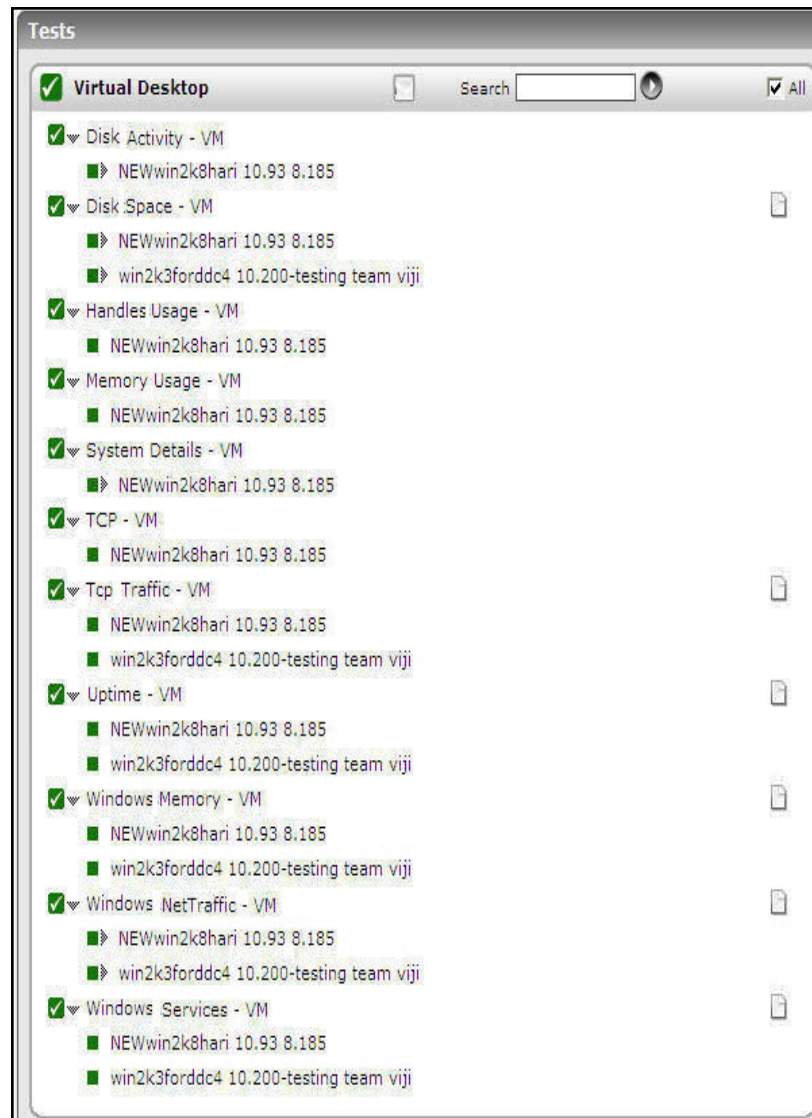 Tests
Virtual Desktop Search All
Disk Activity - VM
NEWwin2k8hari 10.93 8.185
Disk Space - VM
NEWwin2k8hari 10.93 8.185
win2k3forddc4 10.200-testing team viji
Handles Usage - VM
NEWwin2k8hari 10.93 8.185
Memory Usage - VM
NEWwin2k8hari 10.93 8.185
System Details - VM
NEWwin2k8hari 10.93 8.185
TCP - VM
NEWwin2k8hari 10.93 8.185
Tcp Traffic - VM
NEWwin2k8hari 10.93 8.185
win2k3forddc4 10.200-testing team viji
Uptime - VM
NEWwin2k8hari 10.93 8.185
win2k3forddc4 10.200-testing team viji
Windows Memory - VM
NEWwin2k8hari 10.93 8.185
win2k3forddc4 10.200-testing team viji
Windows NetTraffic - VM
NEWwin2k8hari 10.93 8.185
win2k3forddc4 10.200-testing team viji
Windows Services - VM
NEWwin2k8hari 10.93 8.185
win2k3forddc4 10.200-testing team viji